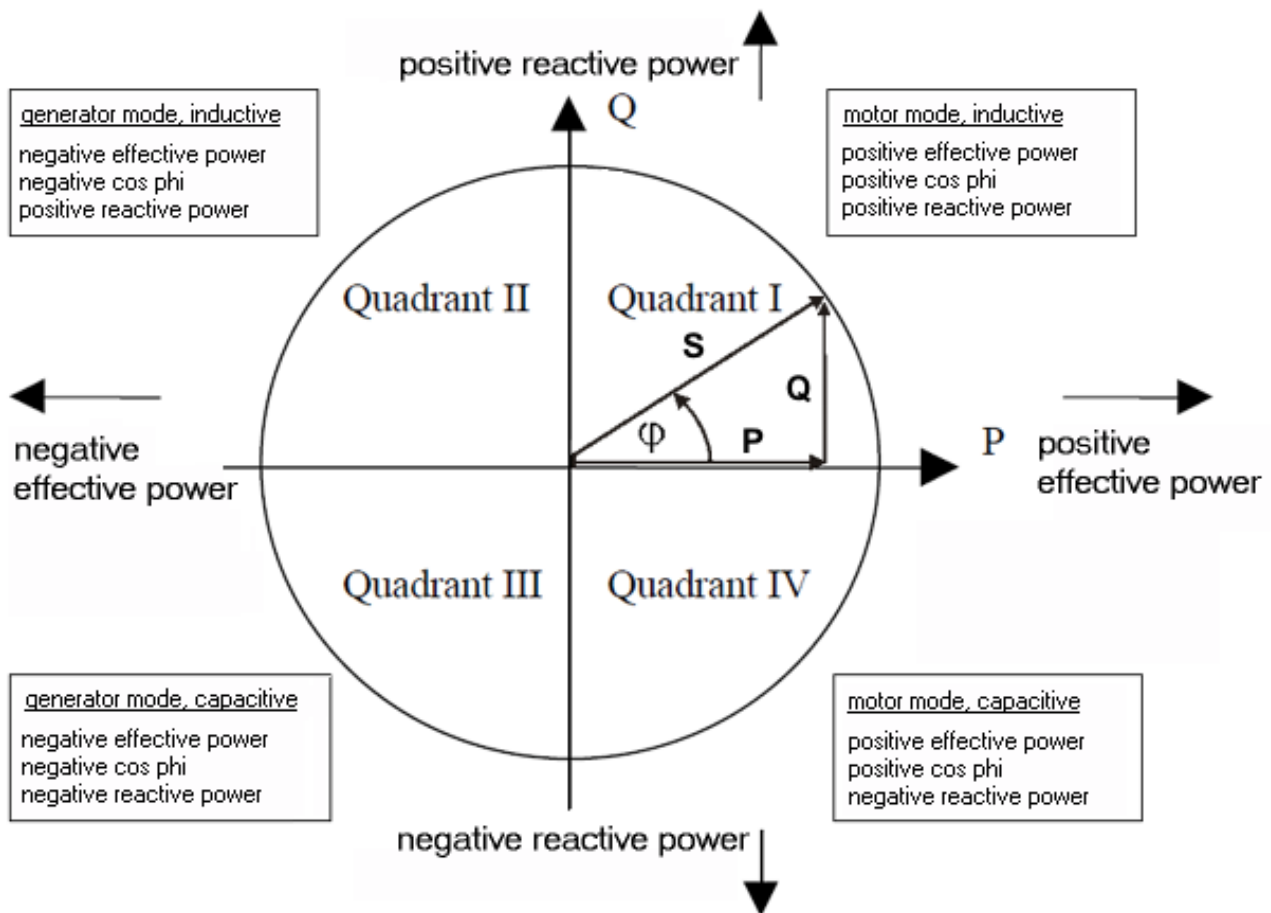 positive reactive power
Q
generator mode, inductive
negative effective power
negative cos phi
positive reactive power
motor mode, inductive
positive effective power
positive cos phi
positive reactive power
Quadrant II
Quadrant I
S
Q
φ
P
P
negative
effective power
positive
effective power
Quadrant III
Quadrant IV
generator mode, capacitive
negative effective power
negative cos phi
negative reactive power
motor mode, capacitive
positive effective power
positive cos phi
negative reactive power
negative reactive power